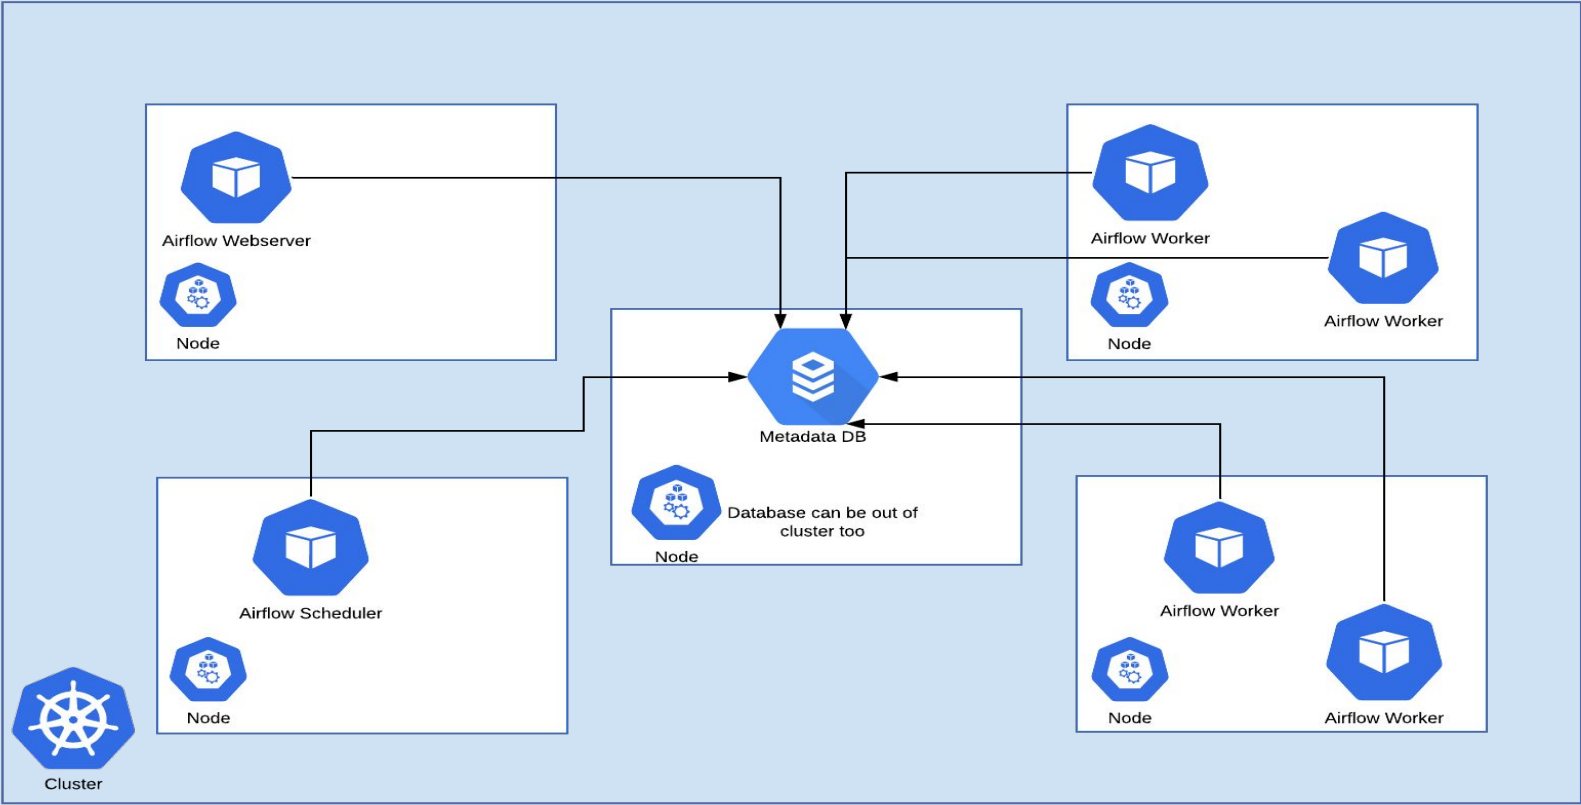 Airflow Webserver
Node
Airflow Worker
Airflow Worker
Node
Metadata DB
Database can be out of
cluster too
Node
Airflow Scheduler
Node
Airflow Worker
Airflow Worker
Node
Cluster